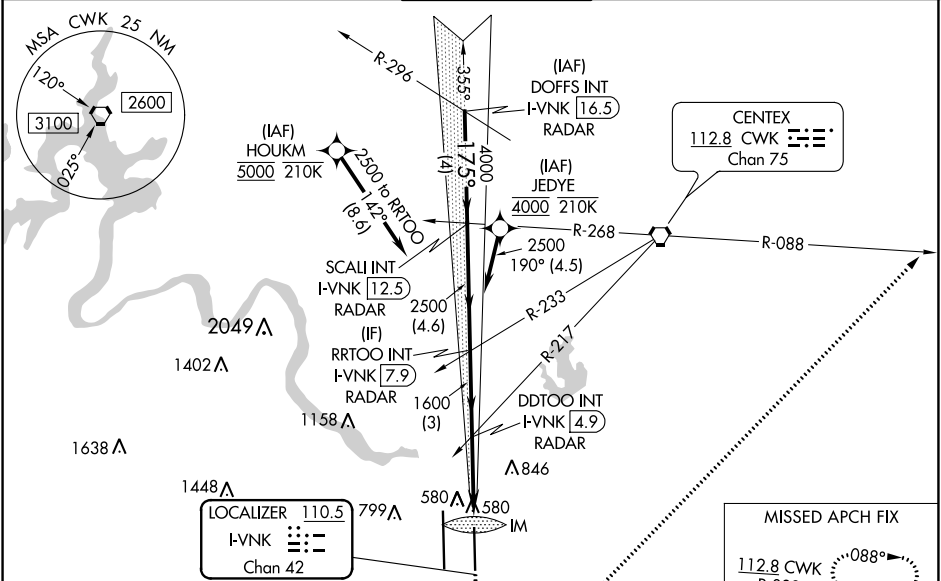 MSA CWK 25 NM
120°
3100
2600
025°
R-296
355°
(IAF)
DOFFS INT
I-VNK 16.5
RADAR
CENTEX
112.8 CWK
Chan 75
(IAF)
HOUKM
5000 210K
2500 to RRTOO
142°
(8.6)
(4)
175°
4000
(IAF)
JEDYE
4000 210K
R-268
R-088
2500
190° (4.5)
SCALI INT
I-VNK 12.5
RADAR
2500
(4.6)
R-233
R-217
(IF)
RRTOO INT
I-VNK 7.9
RADAR
1600
(3)
DDTOO INT
I-VNK 4.9
RADAR
2049
1402
1158
1638
846
1448
799
580
580
IM
LOCALIZER 110.5
I-VNK
Chan 42
MISSED APCH FIX
112.8 CWK
088°